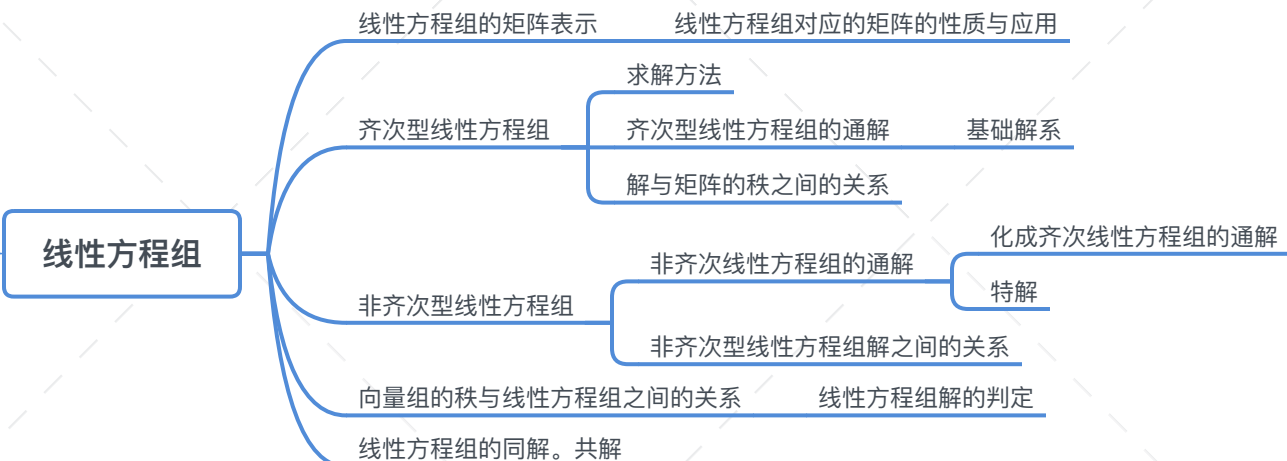 线性方程组
线性方程组的矩阵表示
线性方程组对应的矩阵的性质与应用
齐次型线性方程组
求解方法
齐次型线性方程组的通解
基础解系
解与矩阵的秩之间的关系
非齐次型线性方程组
非齐次线性方程组的通解
化成齐次线性方程组的通解
特解
非齐次型线性方程组解之间的关系
向量组的秩与线性方程组之间的关系
线性方程组解的判定
线性方程组的同解。共解